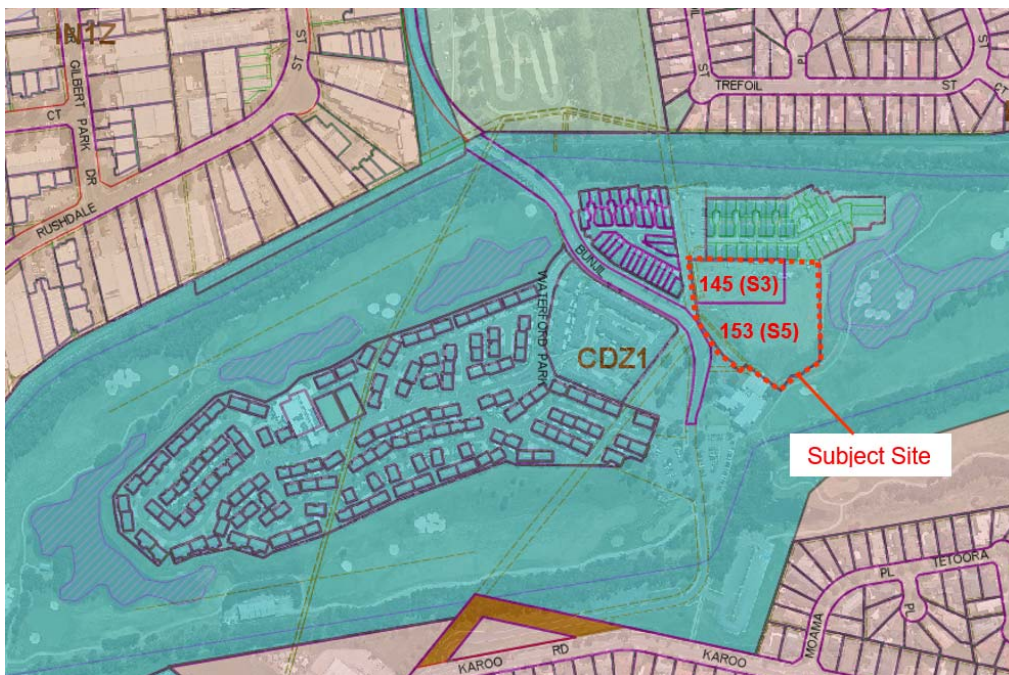 IN1Z
GILBERT PARK DR
CT
ST
ST
RUSHDALE
ST
PL
TREFOIL
ST
ST
CT
BUNJIL
WATERFORD PARK
CDZ1
145 (S3)
153 (S5)
Subject Site
TETOORA
PL
PL
MOAMA
KAROO
RD
KAROO